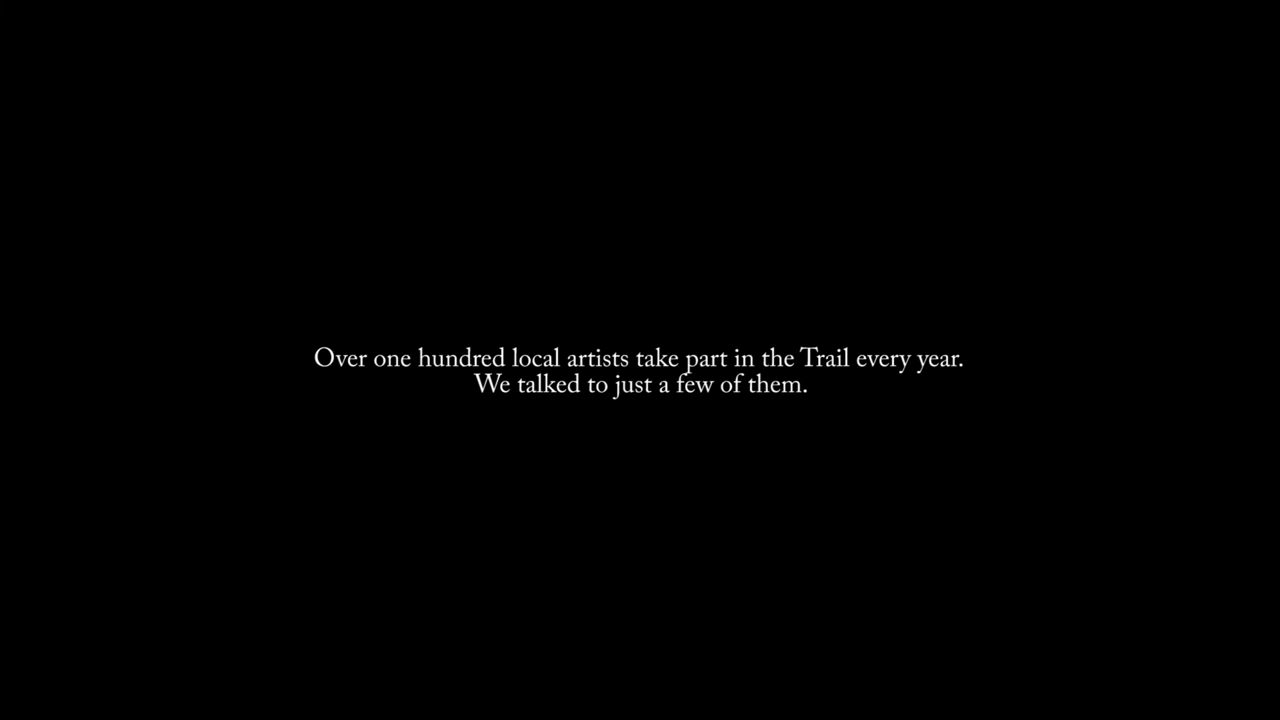 Over one hundred local artists take part in the Trail every year.
We talked to just a few of them.